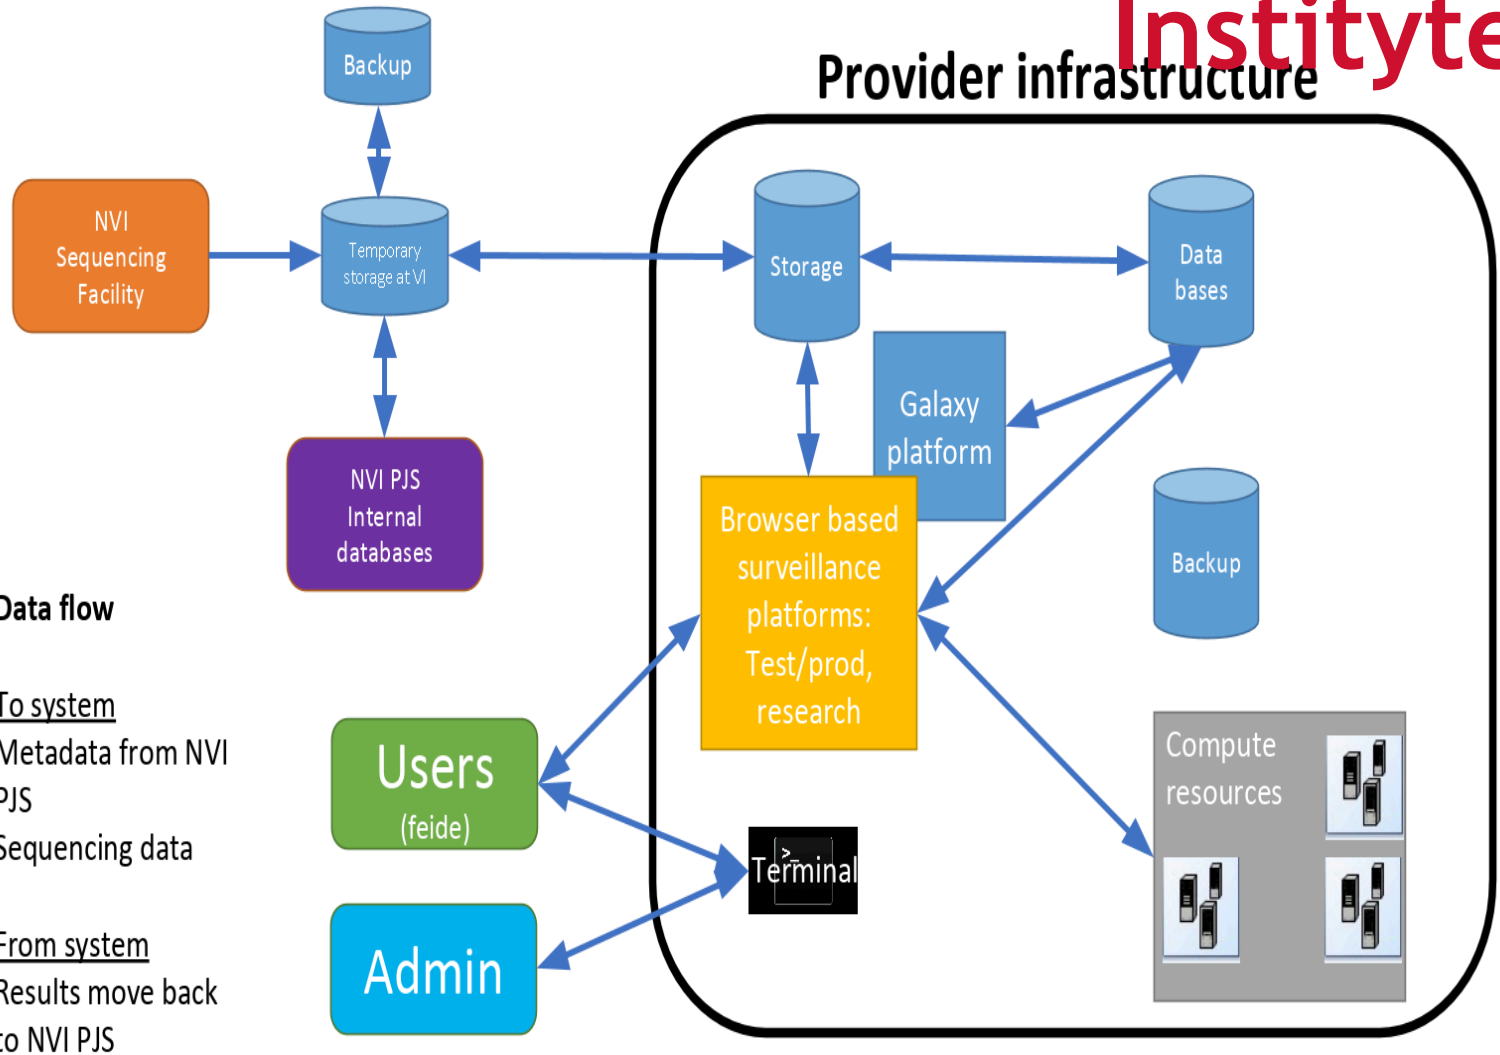 Institute
Provider infrastructure
Backup
NVI
Sequencing
Facility
Temporary
storage at VI
Storage
Data
bases
Galaxy
platform
NVI PJS
Internal
databases
Browser based
surveillance
platforms:
Test/prod,
research
Backup
Data flow
To system
Metadata from NVI
PJS
Sequencing data
From system
Results move back
to NVI PJS
Users
(feide)
Admin
>_
Terminal
Compute
resources